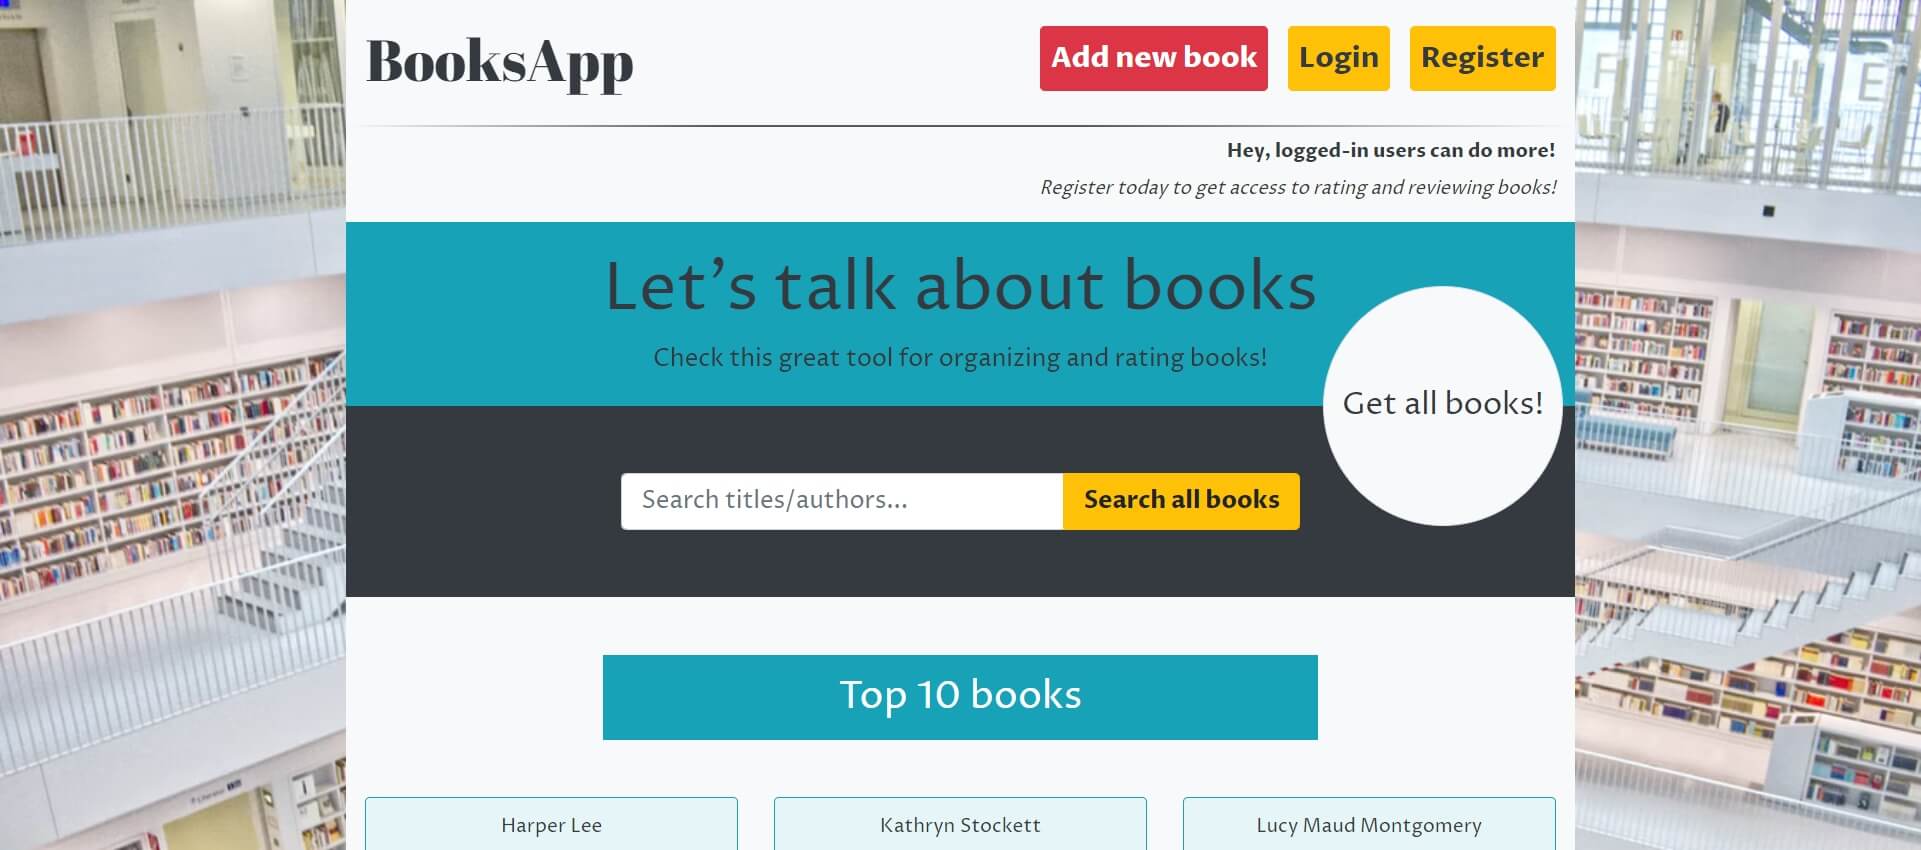 BooksApp
Add new book
Login
Register
Hey, logged-in users can do more!
Register today to get access to rating and reviewing books!
Let's talk about books
Check this great tool for organizing and rating books!
Get all books!
Search titles/authors...
Search all books
Top 10 books
Harper Lee
Kathryn Stockett
Lucy Maud Montgomery